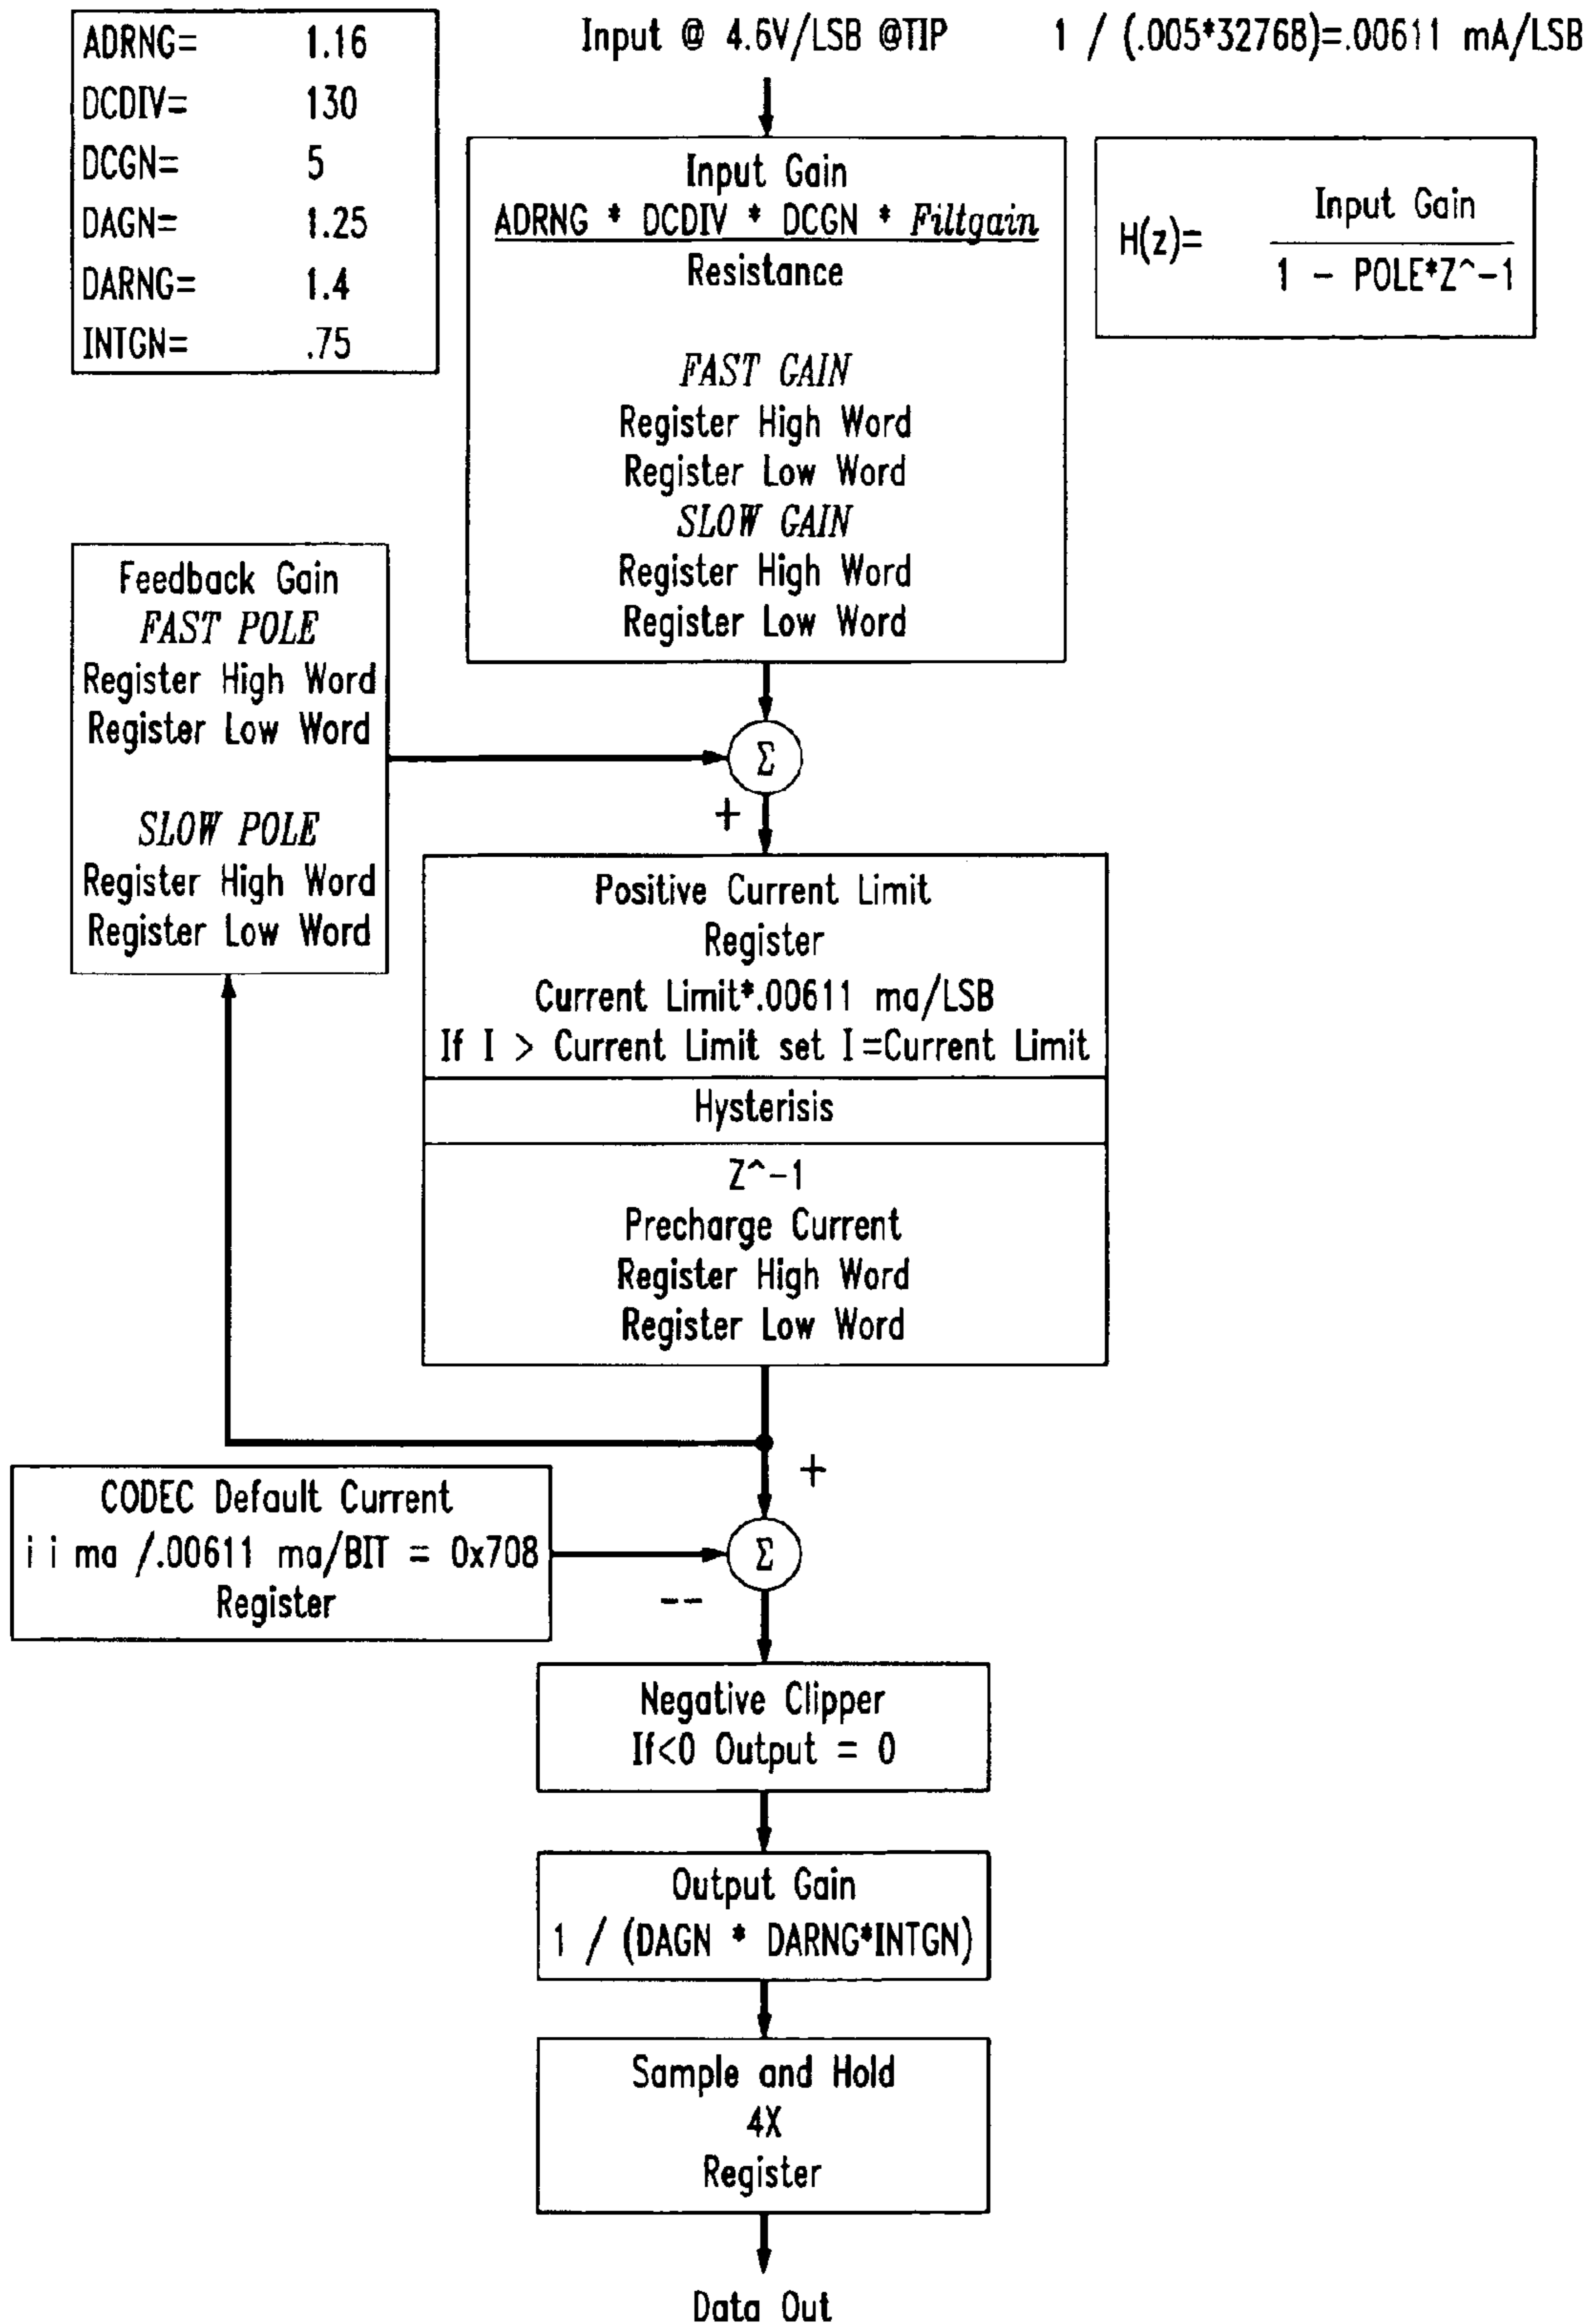 ADRNG= 1.16
DCDIV= 130
DCGN= 5
DAGN= 1.25
DARNG= 1.4
INTGN= .75
Input @ 4.6V/LSB @TIP
1 / (.005*32768)=.00611 mA/LSB
Input Gain
ADRNG * DCDIV * DCGN * Filtgain
Resistance
FAST GAIN
Register High Word
Register Low Word
SLOW GAIN
Register High Word
Register Low Word
H(z)=
Input Gain
1 - POLE*Z^-1
Feedback Gain
FAST POLE
Register High Word
Register Low Word
SLOW POLE
Register High Word
Register Low Word
Σ
+
Positive Current Limit
Register
Current Limit*.00611 ma/LSB
If I > Current Limit set I=Current Limit
Hysterisis
Z^-1
Precharge Current
Register High Word
Register Low Word
+
CODEC Default Current
i i ma /.00611 ma/BIT = 0x708
Register
Σ
--
Negative Clipper
If<0 Output = 0
Output Gain
1 / (DAGN * DARNG*INTGN)
Sample and Hold
4X
Register
Data Out